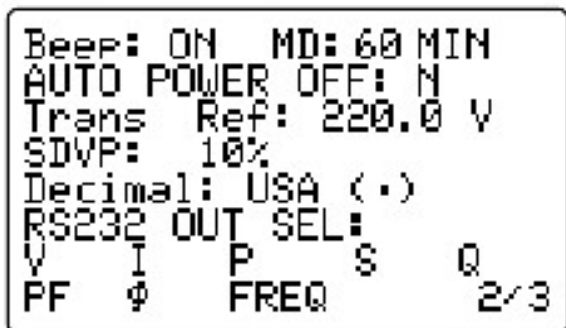 Beep: ON MD: 60 MIN
AUTO POWER OFF: N
Trans Ref: 220.0 V
SDVP: 10%
Decimal: USA (.)
RS232 OUT SEL:
V I P S Q
PF Φ FREQ 2/3